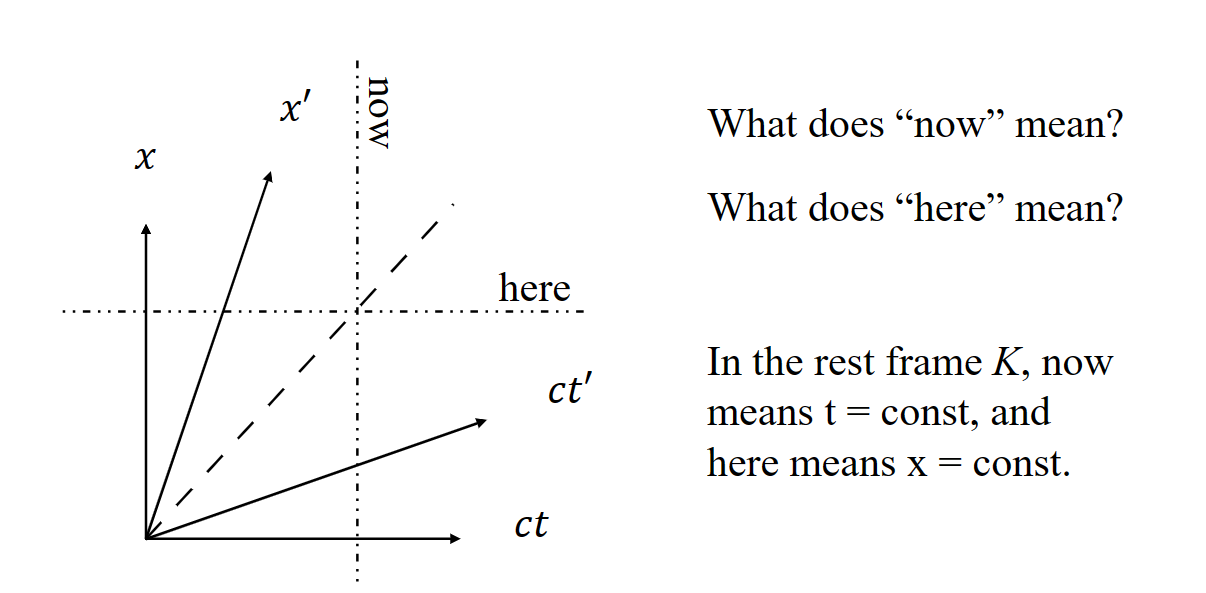 x
x′
now
here
ct′
ct
What does “now” mean?
What does “here” mean?
In the rest frame K, now
means t = const, and
here means x = const.